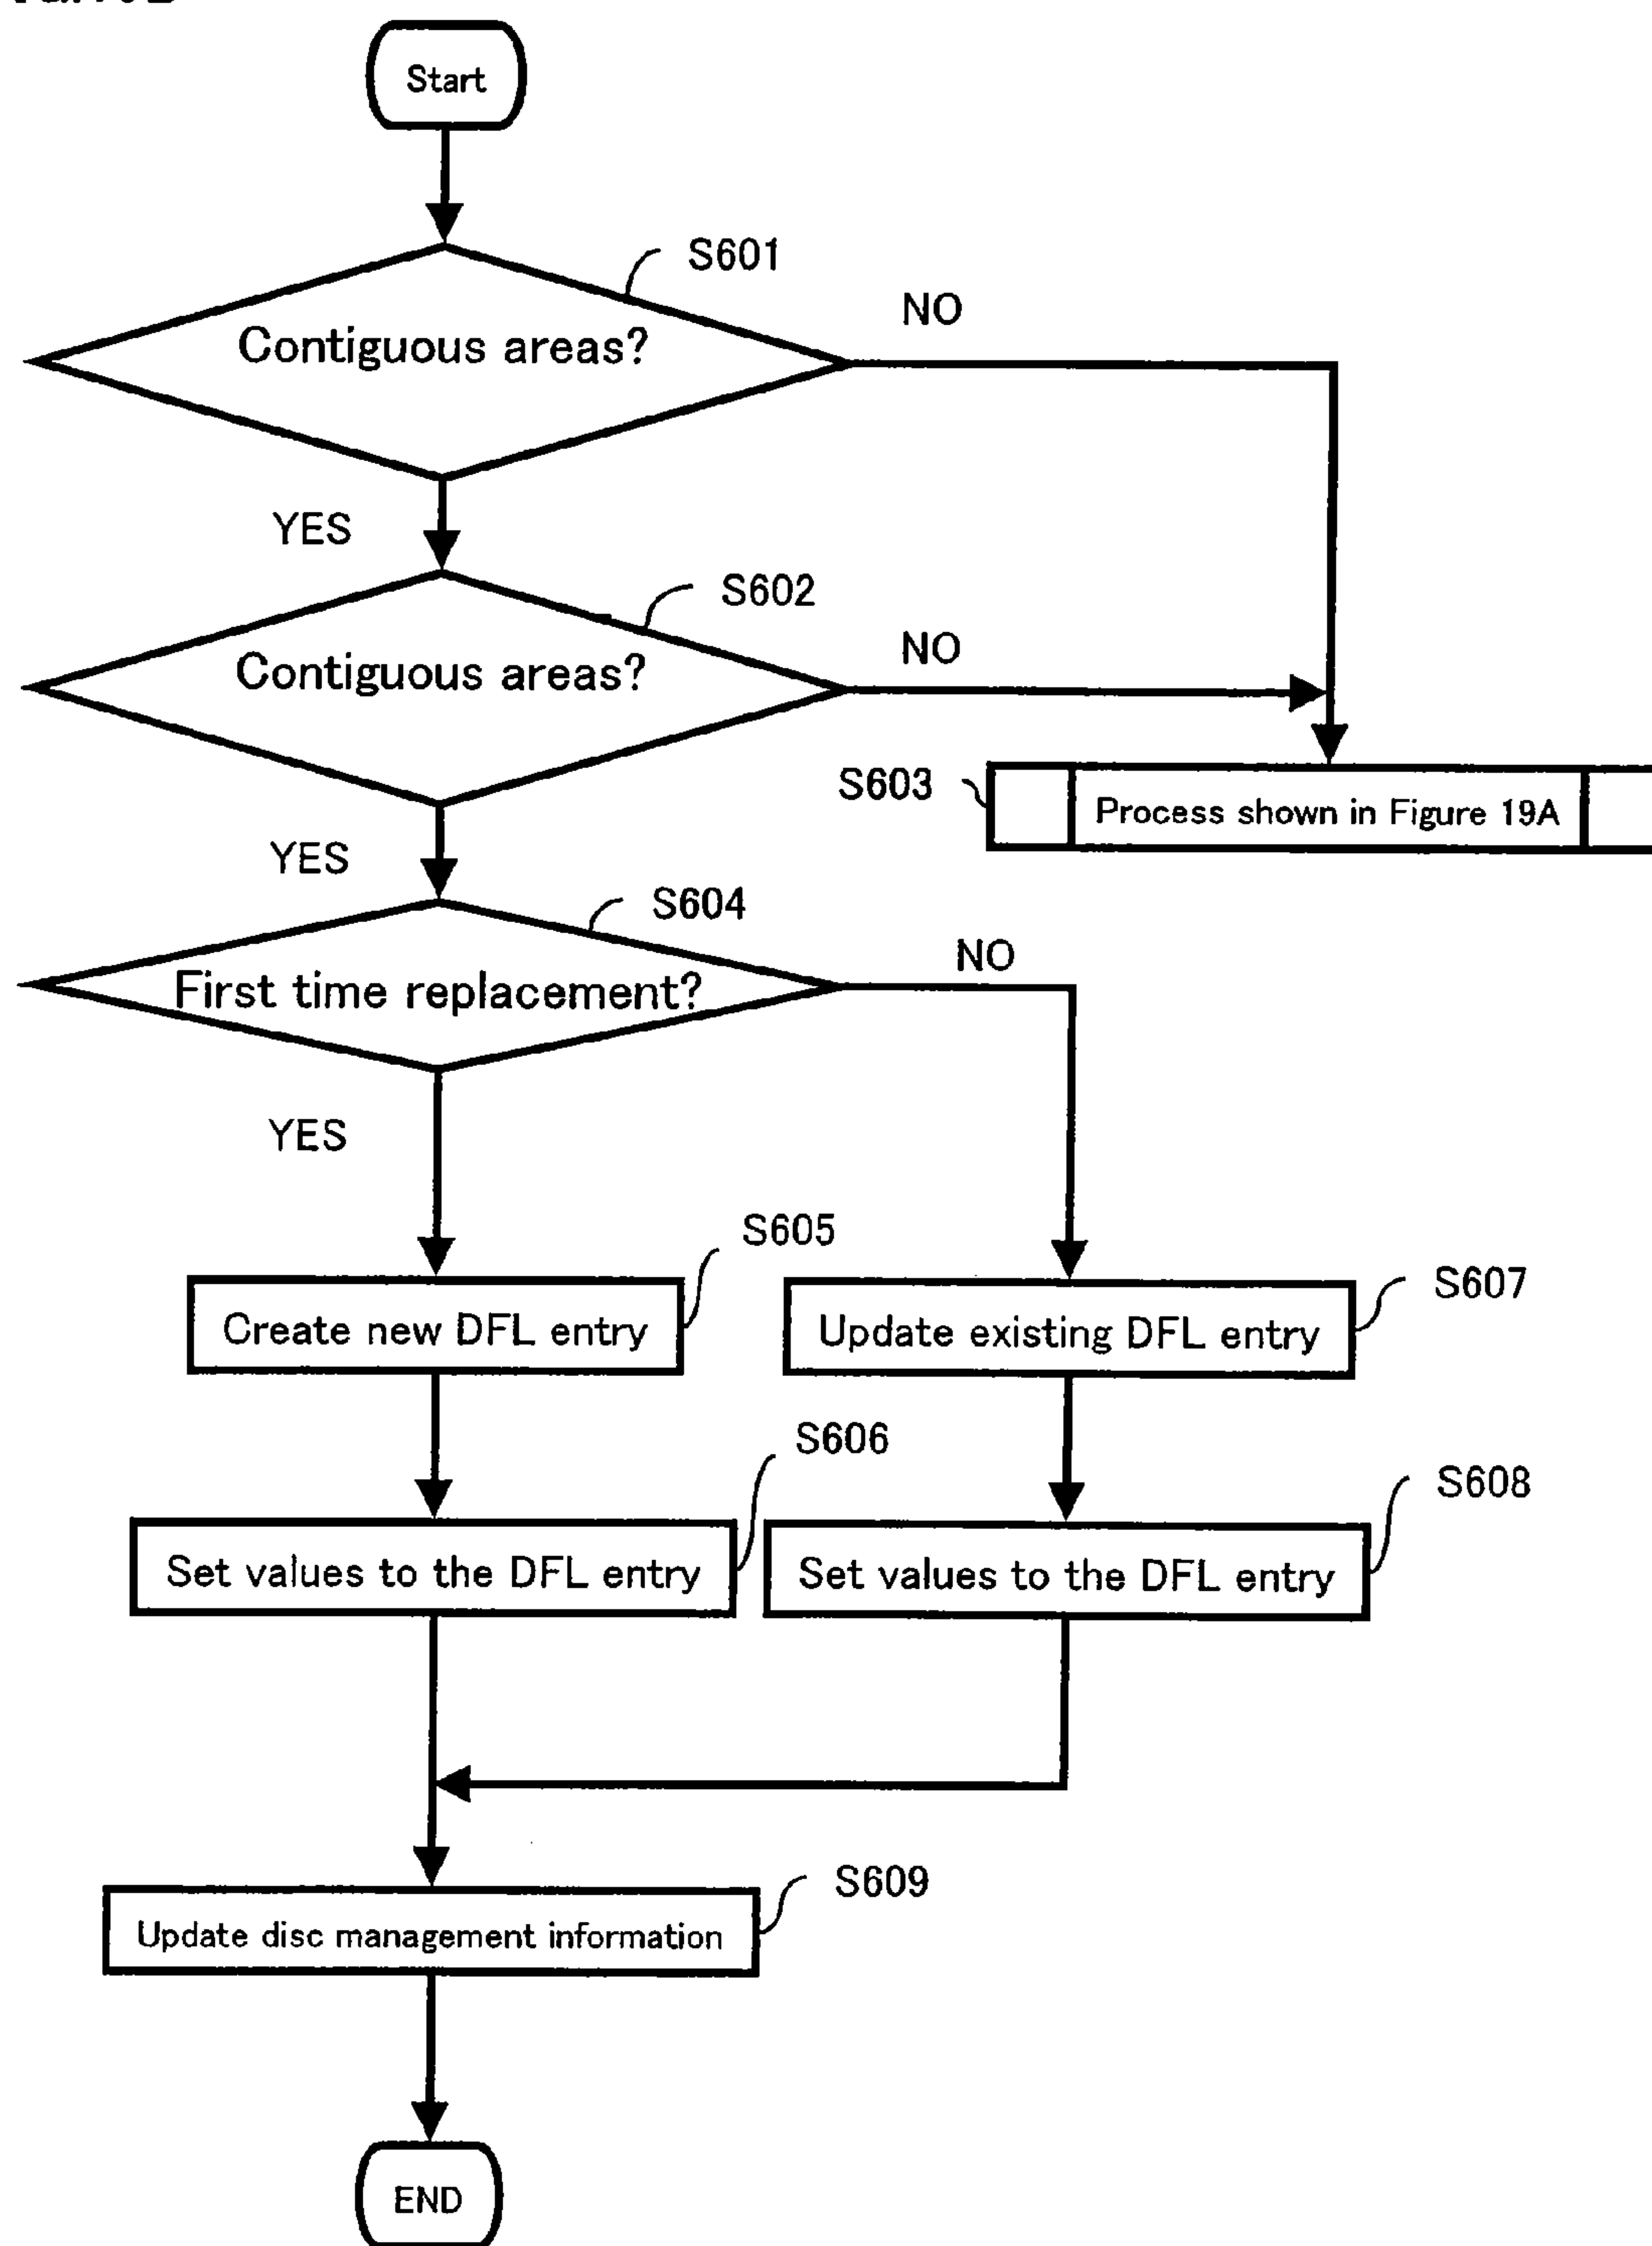 Start
S601
Contiguous areas?
NO
YES
S602
Contiguous areas?
NO
S603
Process shown in Figure 19A
YES
S604
First time replacement?
NO
YES
S605
Create new DFL entry
S607
Update existing DFL entry
S606
Set values to the DFL entry
S608
Set values to the DFL entry
S609
Update disc management information
END